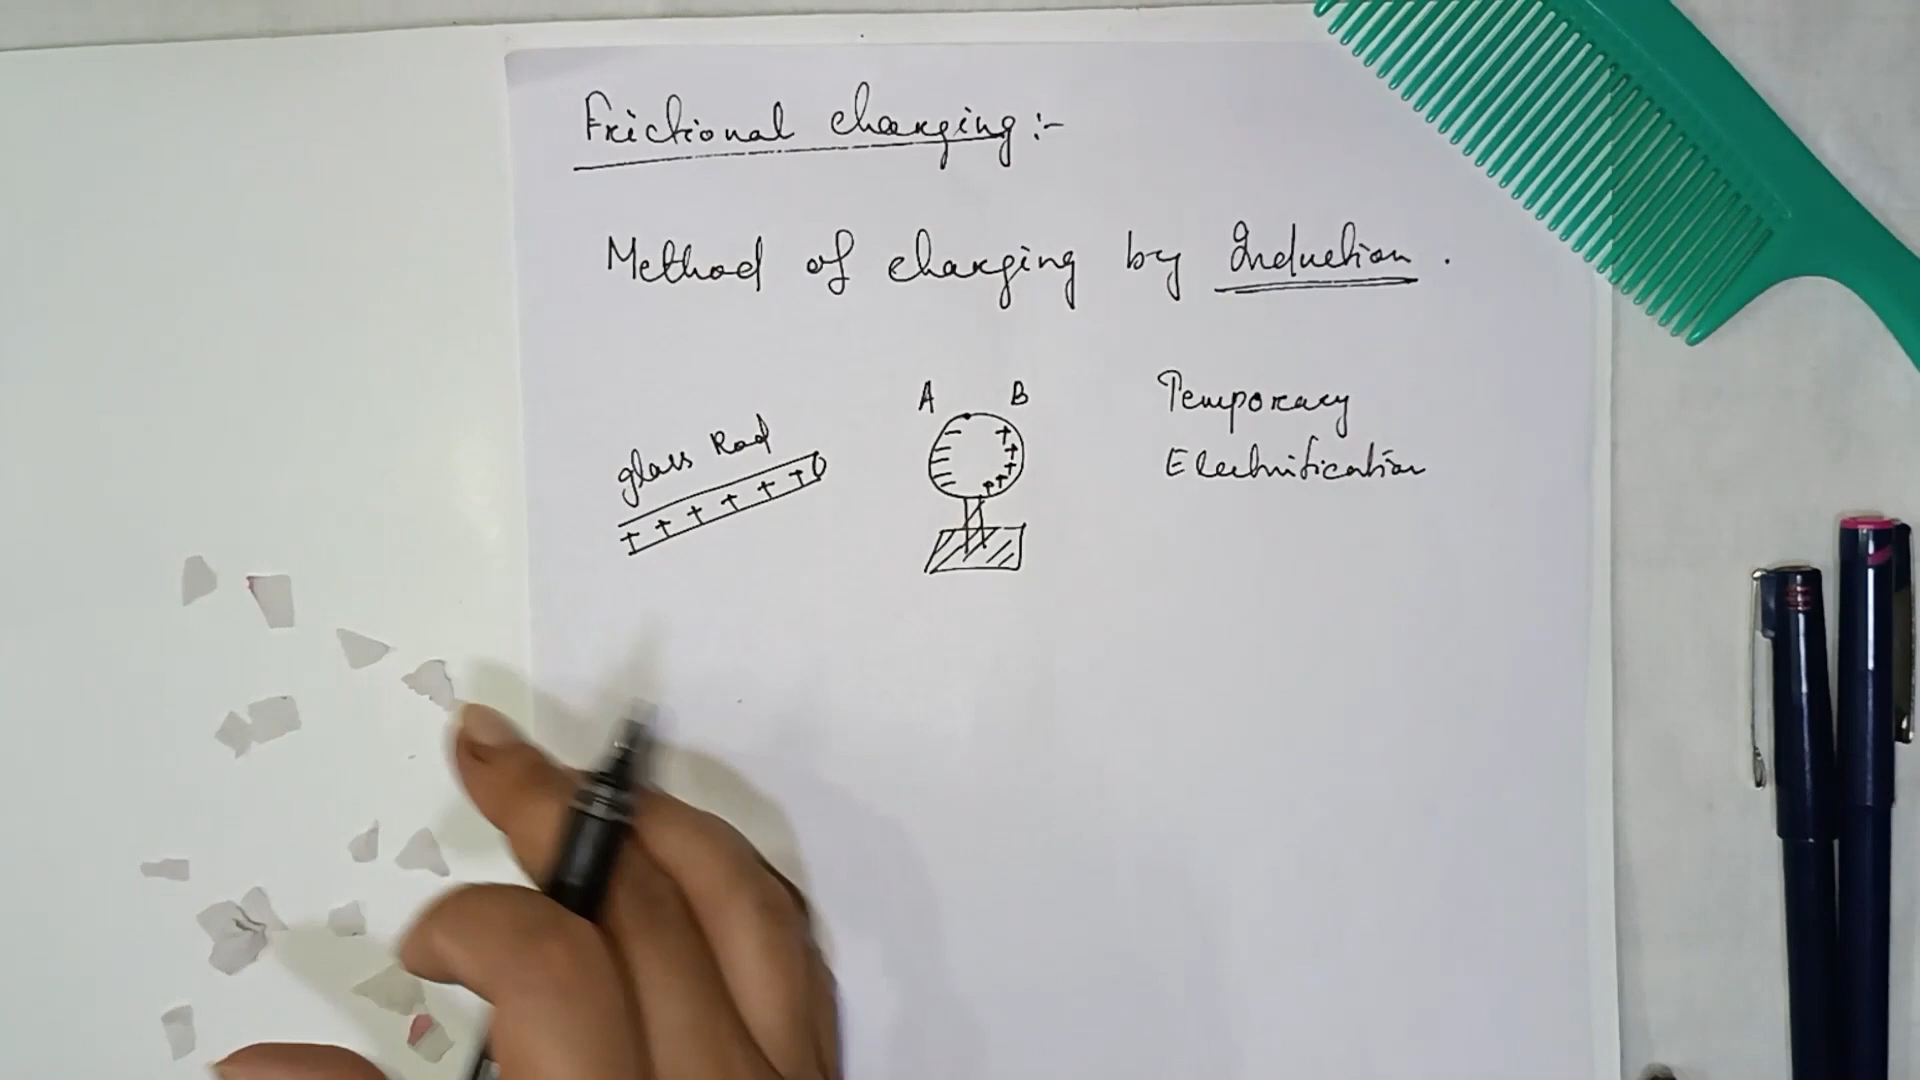 Frictional charging :-
Method of charging by Induction .
A B
Temporary
glass Rod
Electrification
- - - - - + + + + +
+ + + + + +